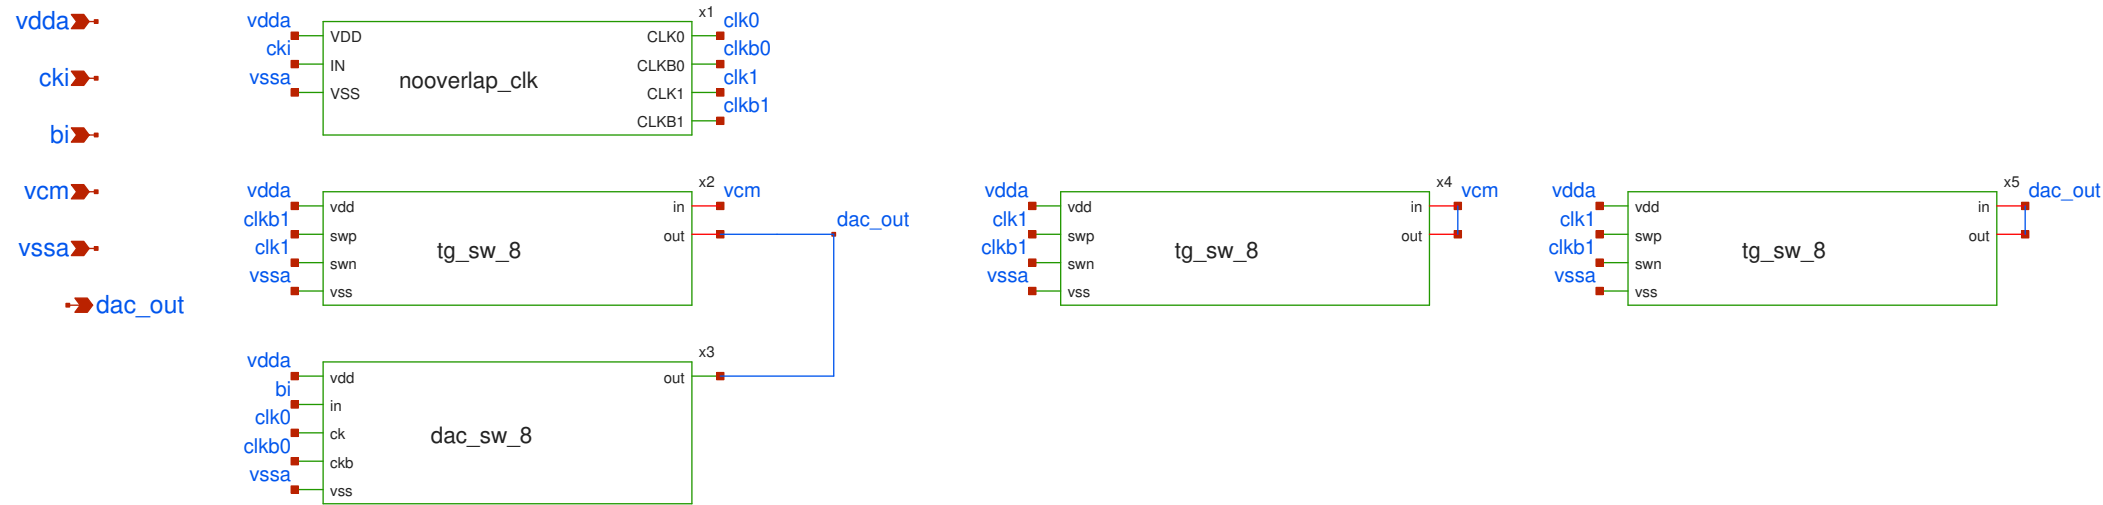 vdda
cki
bi
vcm
vssa
dac_out
x1
vdda
cki
vssa
VDD
IN
VSS
nooverlap_clk
CLK0
CLKB0
CLK1
CLKB1
clk0
clkb0
clk1
clkb1
x2
vdda
clkb1
clk1
vssa
vdd
swp
swn
vss
tg_sw_8
in
out
vcm
dac_out
x3
vdda
bi
clk0
clkb0
vssa
vdd
in
ck
ckb
vss
dac_sw_8
out
x4
vdda
clk1
clkb1
vssa
vdd
swp
swn
vss
tg_sw_8
in
out
vcm
x5
vdda
clk1
clkb1
vssa
vdd
swp
swn
vss
tg_sw_8
in
out
dac_out